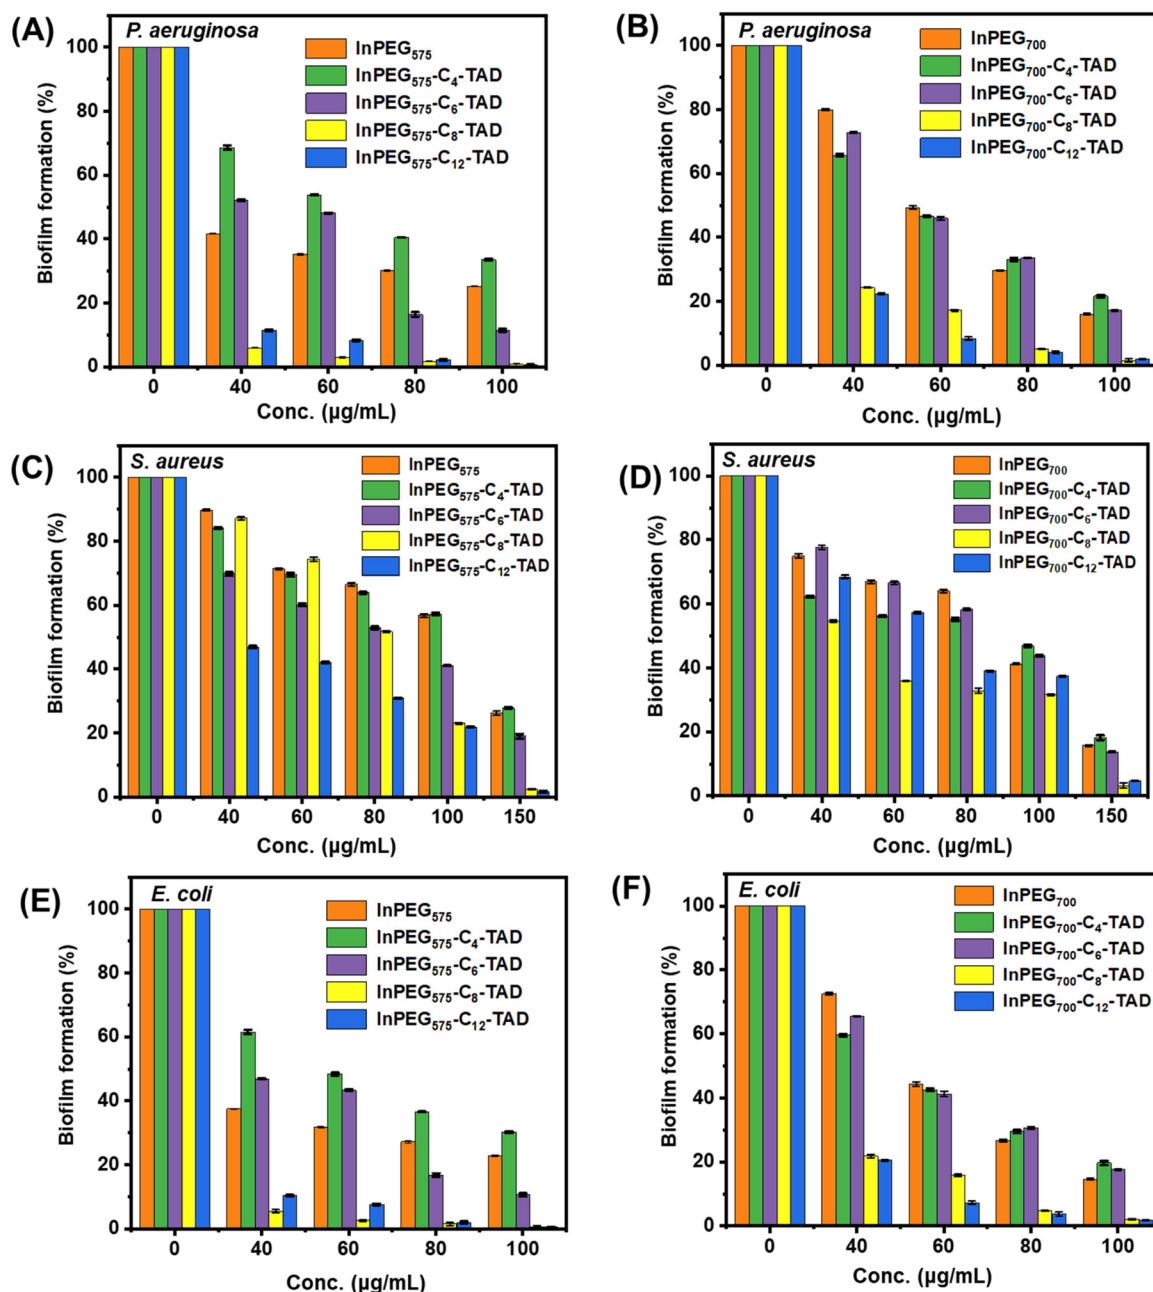 (A)
P. aeruginosa
InPEG₅₇₅
InPEG₅₇₅-C₄-TAD
InPEG₅₇₅-C₆-TAD
InPEG₅₇₅-C₈-TAD
InPEG₅₇₅-C₁₂-TAD
Biofilm formation (%)
100
80
60
40
20
0
0 40 60 80 100
Conc. (µg/mL)
(B)
P. aeruginosa
InPEG₇₀₀
InPEG₇₀₀-C₄-TAD
InPEG₇₀₀-C₆-TAD
InPEG₇₀₀-C₈-TAD
InPEG₇₀₀-C₁₂-TAD
Biofilm formation (%)
100
80
60
40
20
0
0 40 60 80 100
Conc. (µg/mL)
(C)
S. aureus
InPEG₅₇₅
InPEG₅₇₅-C₄-TAD
InPEG₅₇₅-C₆-TAD
InPEG₅₇₅-C₈-TAD
InPEG₅₇₅-C₁₂-TAD
Biofilm formation (%)
100
80
60
40
20
0
0 40 60 80 100 150
Conc. (µg/mL)
(D)
S. aureus
InPEG₇₀₀
InPEG₇₀₀-C₄-TAD
InPEG₇₀₀-C₆-TAD
InPEG₇₀₀-C₈-TAD
InPEG₇₀₀-C₁₂-TAD
Biofilm formation (%)
100
80
60
40
20
0
0 40 60 80 100 150
Conc. (µg/mL)
(E)
E. coli
InPEG₅₇₅
InPEG₅₇₅-C₄-TAD
InPEG₅₇₅-C₆-TAD
InPEG₅₇₅-C₈-TAD
InPEG₅₇₅-C₁₂-TAD
Biofilm formation (%)
100
80
60
40
20
0
0 40 60 80 100
Conc. (µg/mL)
(F)
E. coli
InPEG₇₀₀
InPEG₇₀₀-C₄-TAD
InPEG₇₀₀-C₆-TAD
InPEG₇₀₀-C₈-TAD
InPEG₇₀₀-C₁₂-TAD
Biofilm formation (%)
100
80
60
40
20
0
0 40 60 80 100
Conc. (µg/mL)